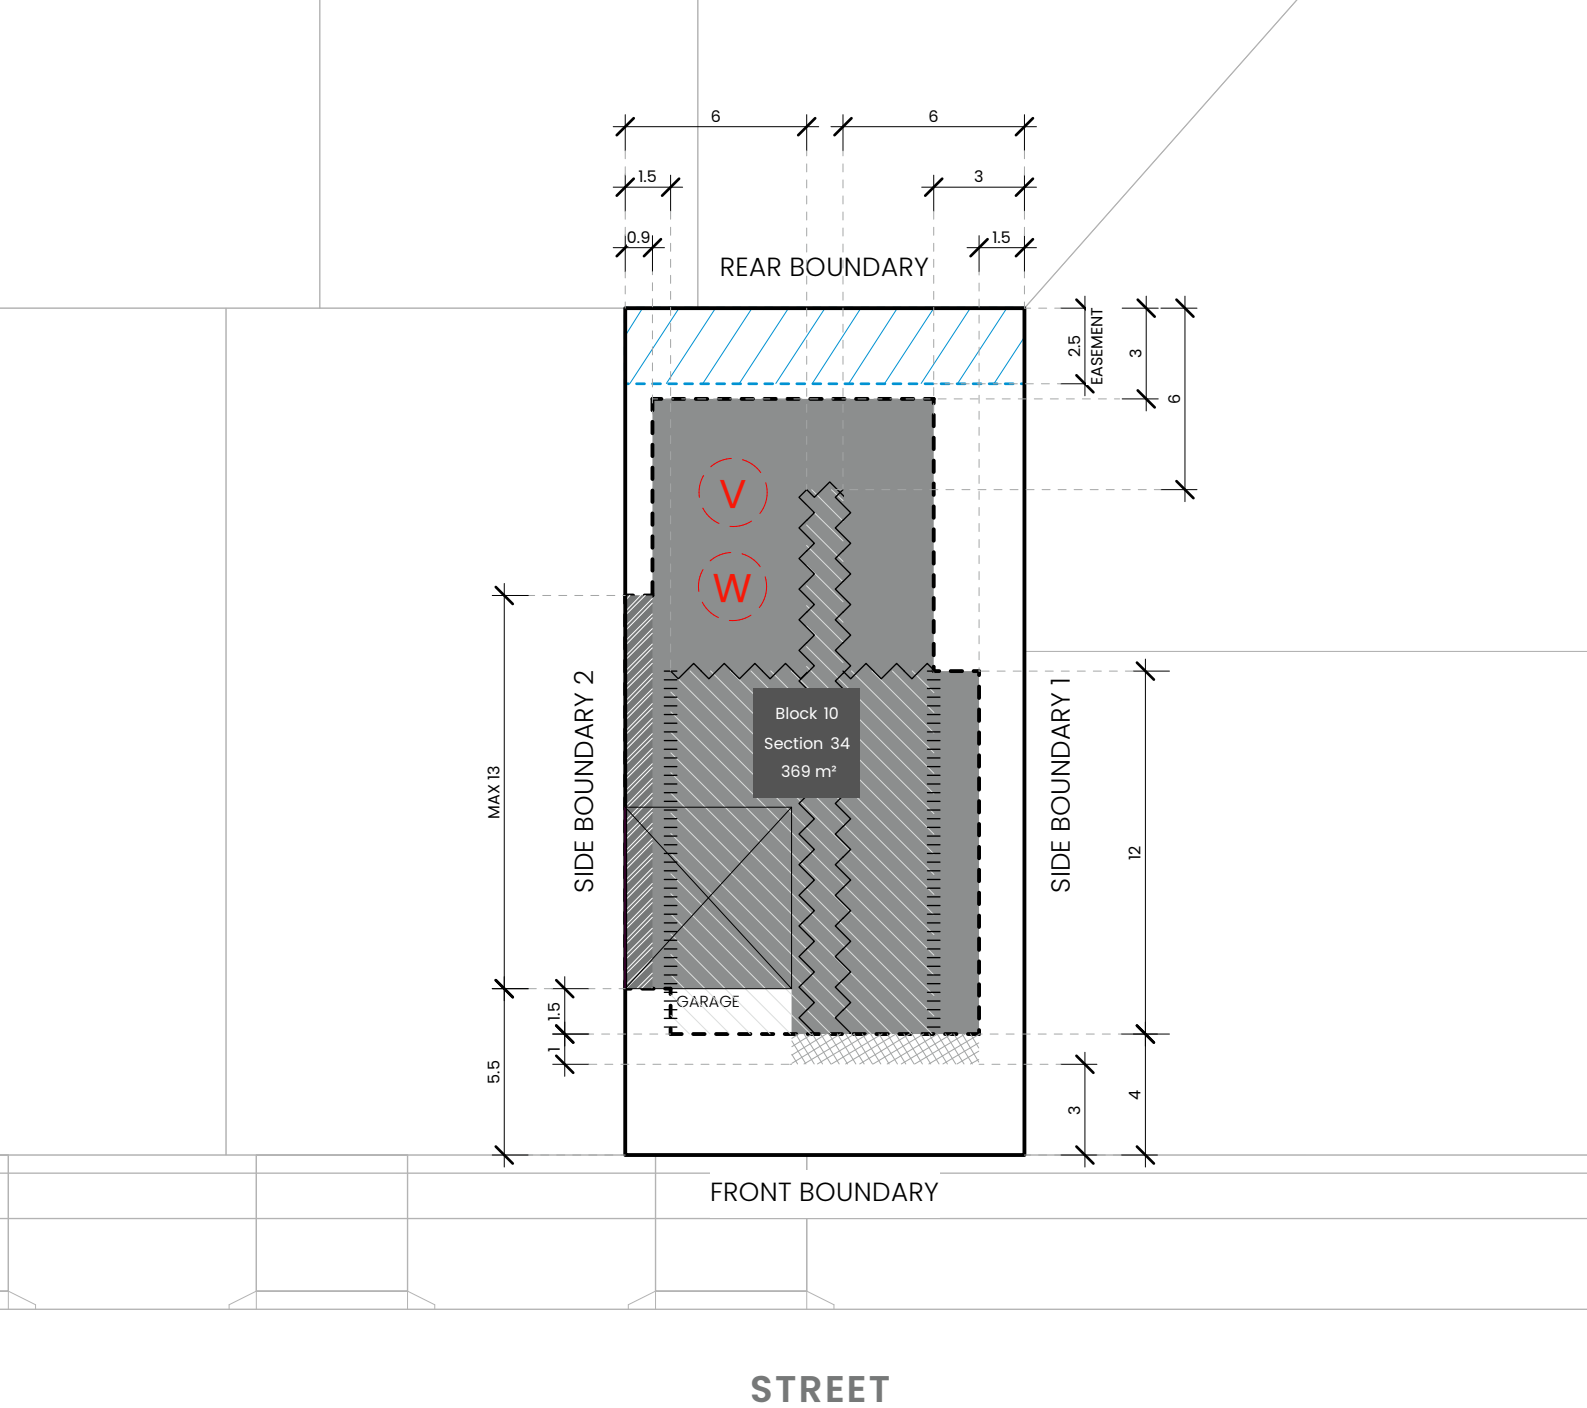 6
6
1.5
3
0.9
1.5
REAR BOUNDARY
2.5
EASEMENT
3
6
V
W
MAX 13
SIDE BOUNDARY 2
Block 10
Section 34
369 m²
SIDE BOUNDARY 1
12
GARAGE
1.5
1
5.5
3
4
FRONT BOUNDARY
STREET